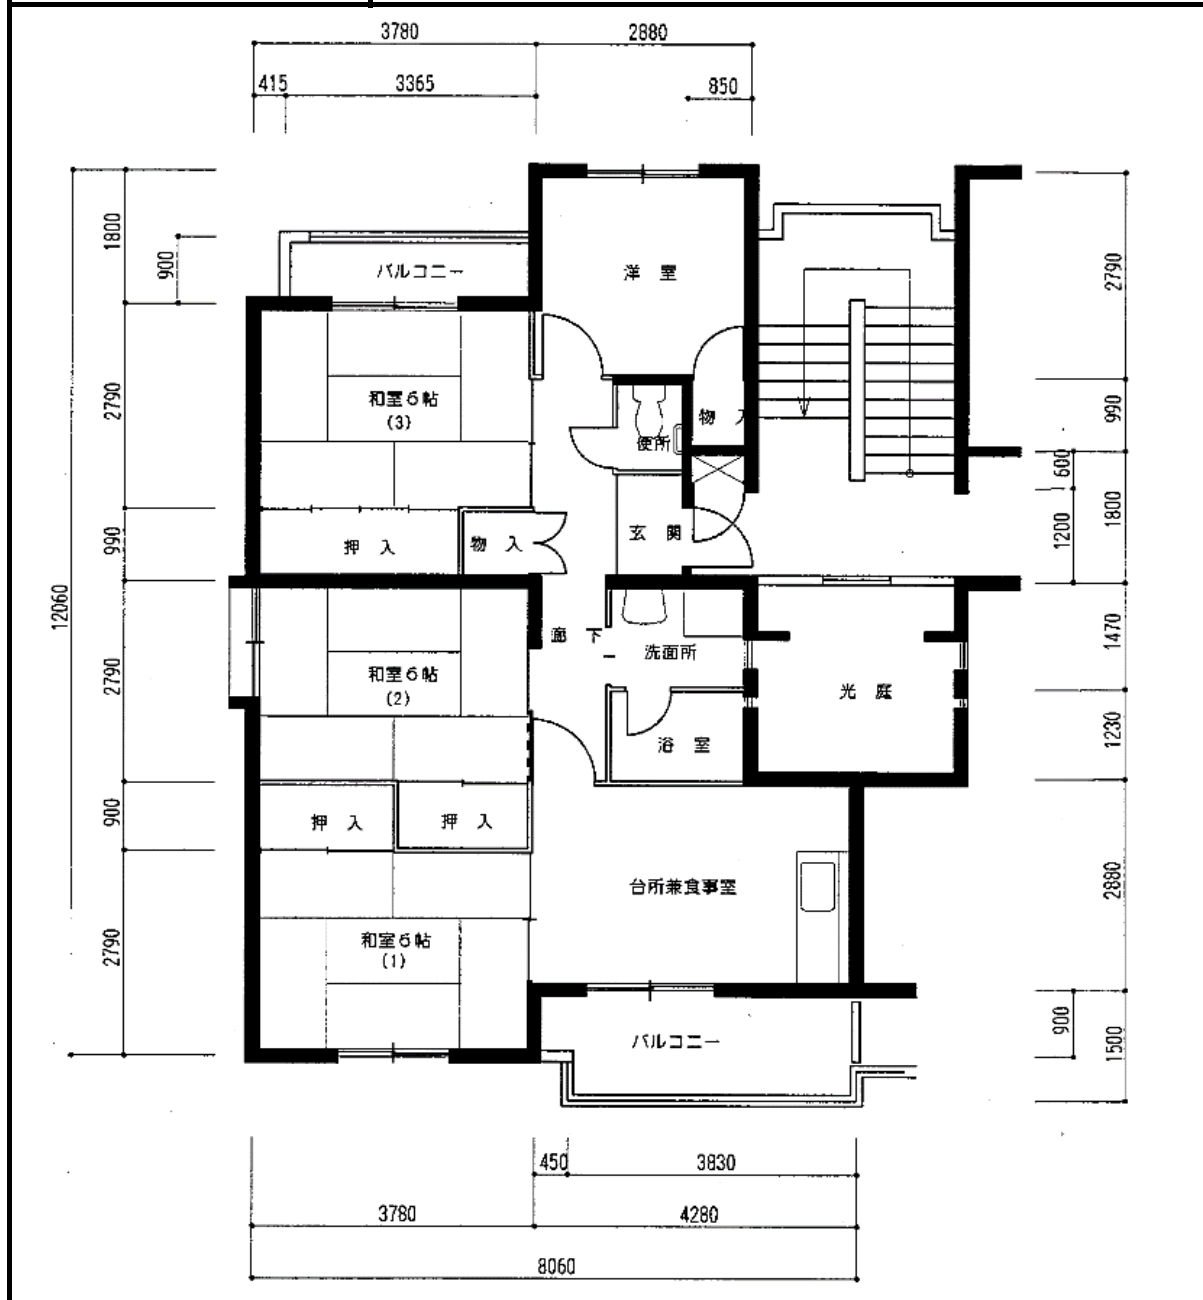 3780
2880
415
3365
850
1800
900
バルコニー
洋 室
2790
2790
和室6帖
(3)
物 入
990
便所
600
1800
1200
990
押 入
物 入
玄 関
12060
廊 下
1470
2790
和室6帖
(2)
洗面所
光 庭
浴 室
1230
900
押 入
押 入
台所兼食事室
2880
2790
和室6帖
(1)
バルコニー
900
1500
450
3830
3780
4280
8060